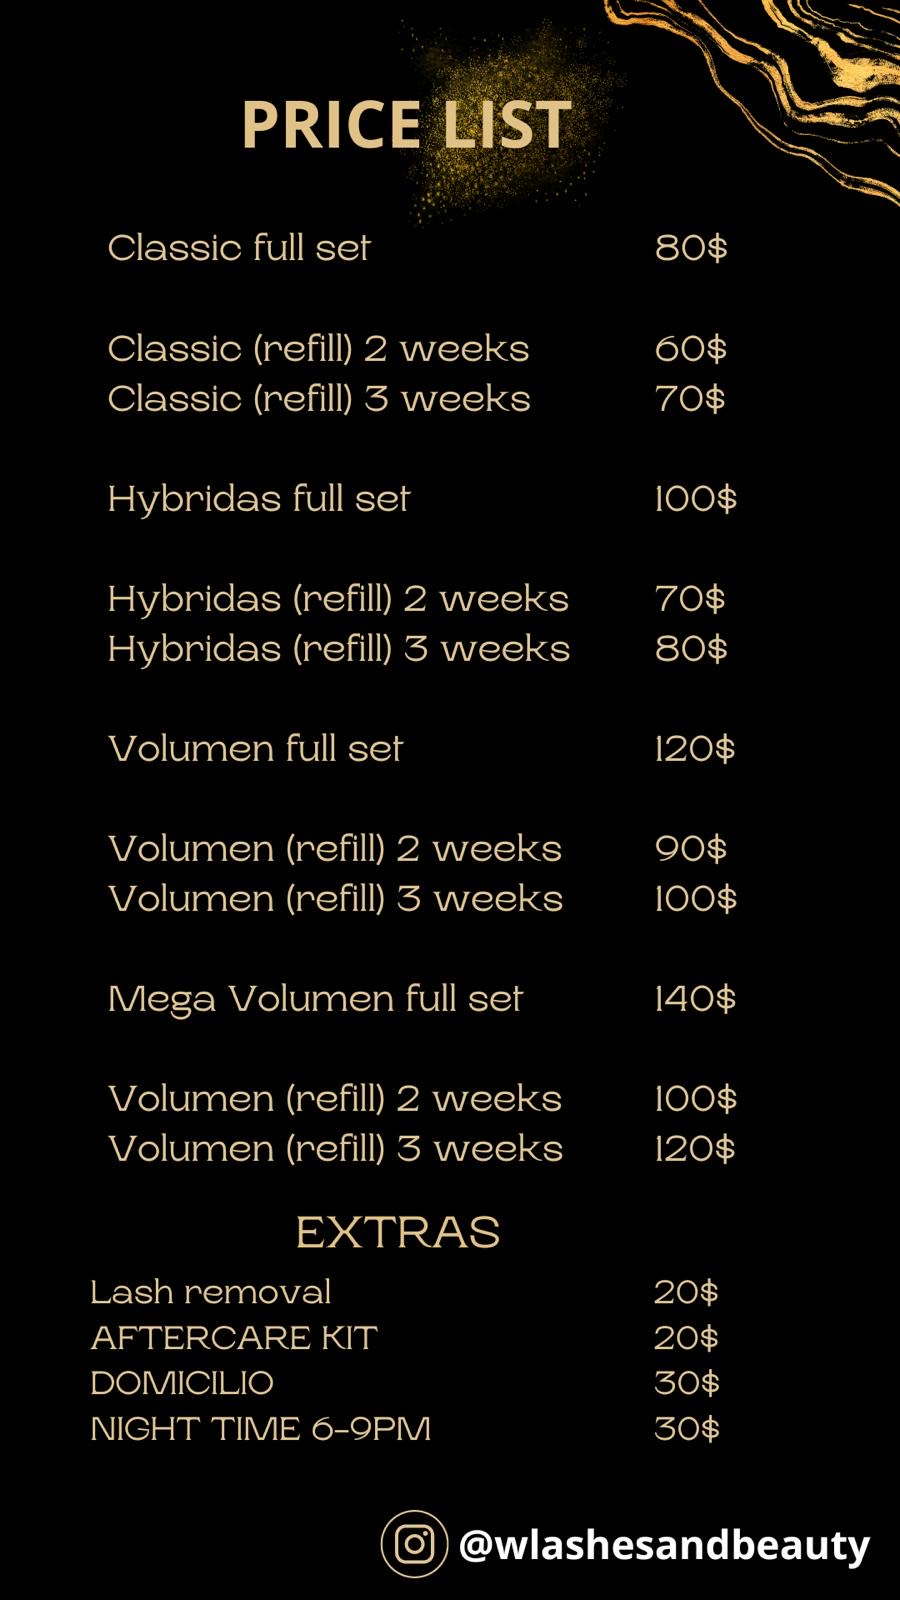 PRICE LIST
Classic full set 80$
Classic (refill) 2 weeks 60$
Classic (refill) 3 weeks 70$
Hybridas full set 100$
Hybridas (refill) 2 weeks 70$
Hybridas (refill) 3 weeks 80$
Volumen full set 120$
Volumen (refill) 2 weeks 90$
Volumen (refill) 3 weeks 100$
Mega Volumen full set 140$
Volumen (refill) 2 weeks 100$
Volumen (refill) 3 weeks 120$
EXTRAS
Lash removal 20$
AFTERCARE KIT 20$
DOMICILIO 30$
NIGHT TIME 6-9PM 30$
@wlashesandbeauty